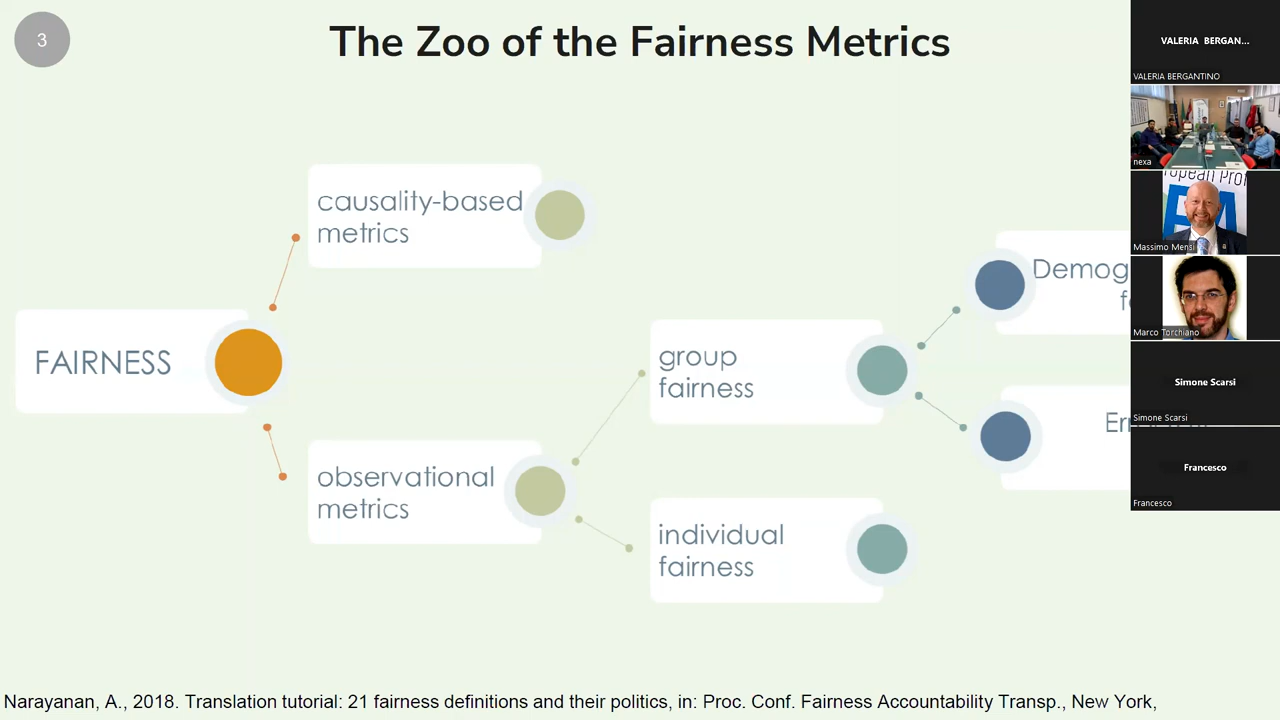 3
The Zoo of the Fairness Metrics
causality-based
metrics
FAIRNESS
observational
metrics
group
fairness
individual
fairness
Demog
Narayanan, A., 2018. Translation tutorial: 21 fairness definitions and their politics, in: Proc. Conf. Fairness Accountability Transp., New York,
VALERIA BERGAN...
VALERIA BERGANTINO
nexa
Massimo Mensi
Marco Torchiano
Simone Scarsi
Simone Scarsi
Francesco
Francesco